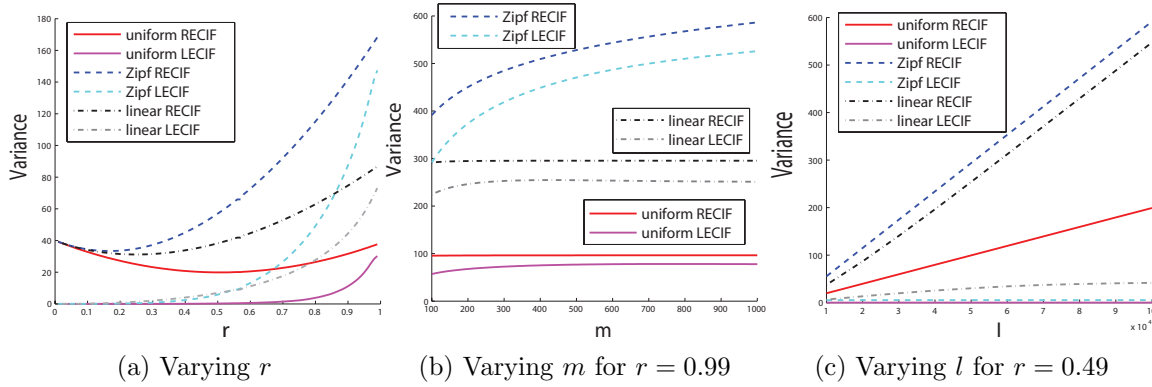 uniform RECIF
uniform LECIF
Zipf RECIF
Zipf LECIF
linear RECIF
linear LECIF
180
160
140
120
100
80
60
40
20
0
Variance
0 0.1 0.2 0.3 0.4 0.5 0.6 0.7 0.8 0.9 1
r
(a) Varying r
Zipf RECIF
Zipf LECIF
linear RECIF
linear LECIF
uniform RECIF
uniform LECIF
600
500
400
300
200
100
0
Variance
100 200 300 400 500 600 700 800 900 1000
m
(b) Varying m for r = 0.99
uniform RECIF
uniform LECIF
Zipf RECIF
Zipf LECIF
linear RECIF
linear LECIF
600
500
400
300
200
100
0
Variance
1 2 3 4 5 6 7 8 9 10
x 10⁴
l
(c) Varying l for r = 0.49